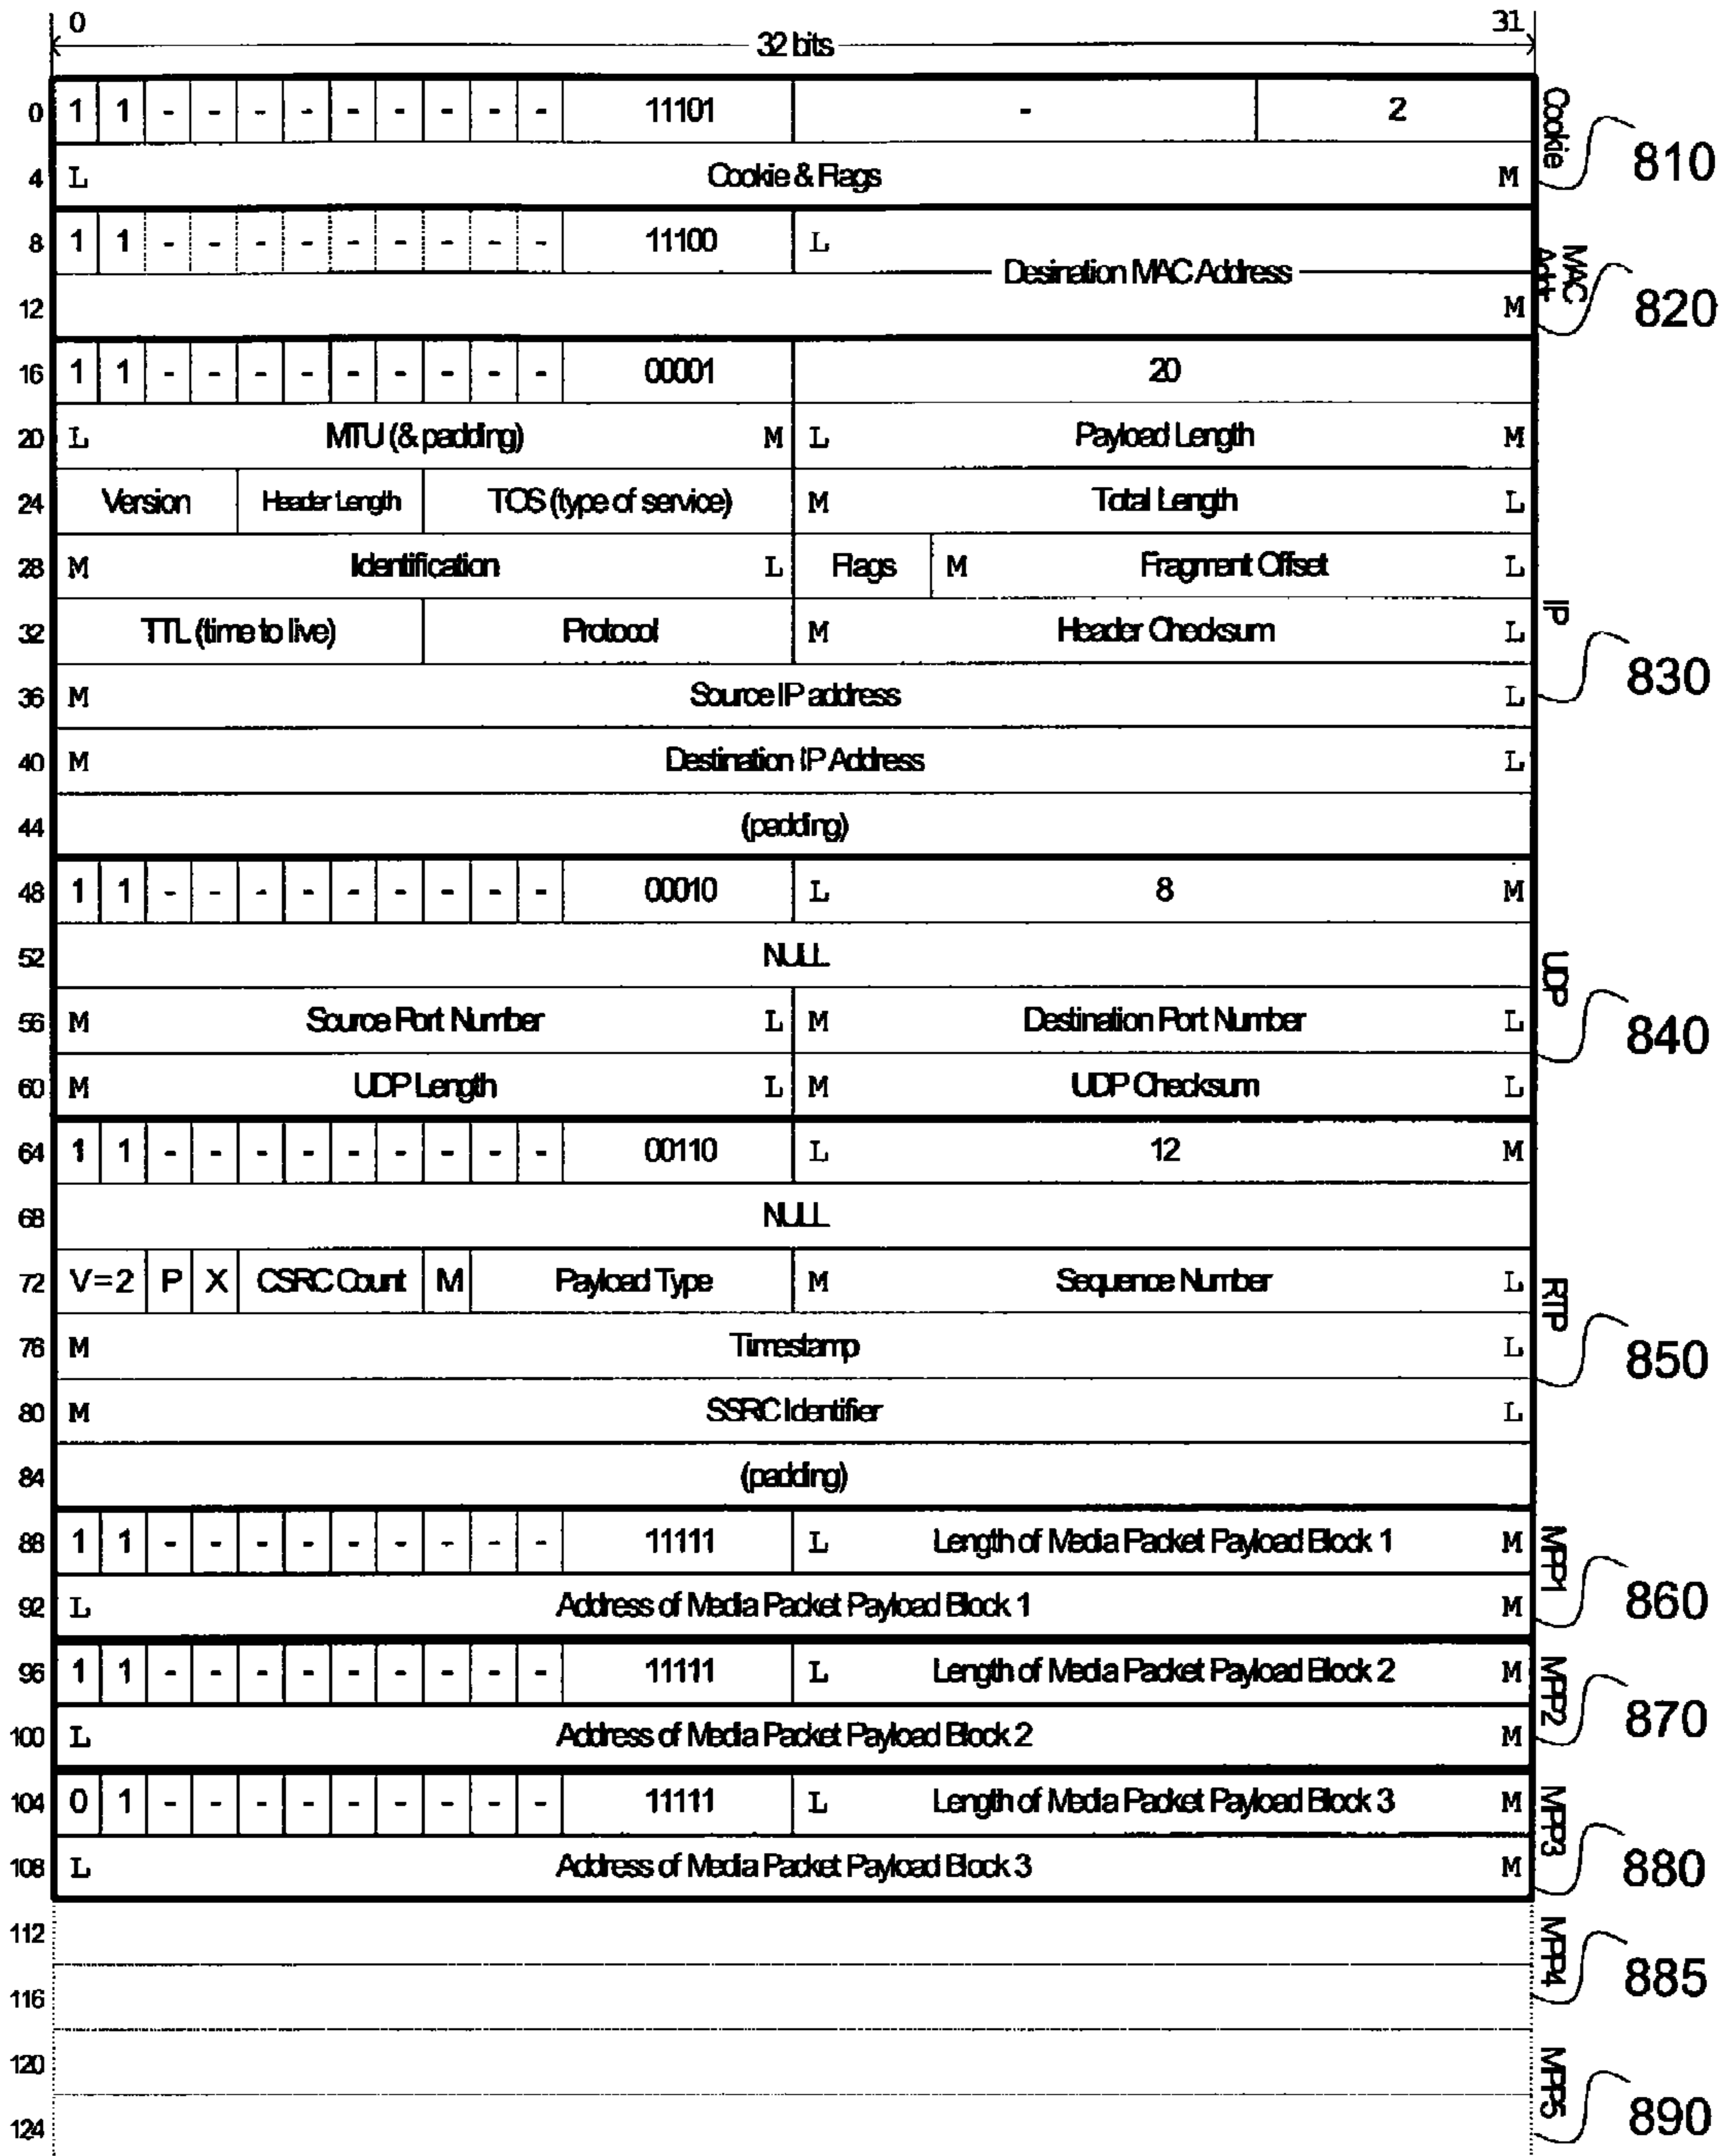 0 31
32 bits
0 1 1 - - - - - - - - - 11101 - 2
4 L Cookie & Flags M
Cookie 810
8 1 1 - - - - - - - - - 11100 L
Desination MAC Address
12 M
MAC Addr 820
16 1 1 - - - - - - - - - 00001 20
20 L MTU (& padding) M L Payload Length M
24 Version Header Length TOS (type of service) M Total Length L
28 M Identification L Flags M Fragment Offset L
32 TTL (time to live) Protocol M Header Checksum L
36 M Source IP address L
40 M Destination IP Address L
44 (padding)
IP 830
48 1 1 - - - - - - - - - 00010 L 8 M
52 NULL
56 M Source Port Number L M Destination Port Number L
60 M UDP Length L M UDP Checksum L
UDP 840
64 1 1 - - - - - - - - - 00110 L 12 M
68 NULL
72 V=2 P X CSRC Count M Payload Type M Sequence Number L
76 M Timestamp L
80 M SSRC Identifier L
84 (padding)
RTP 850
88 1 1 - - - - - - - - - 11111 L Length of Media Packet Payload Block 1 M
92 L Address of Media Packet Payload Block 1 M
MPP1 860
96 1 1 - - - - - - - - - 11111 L Length of Media Packet Payload Block 2 M
100 L Address of Media Packet Payload Block 2 M
MPP2 870
104 0 1 - - - - - - - - - 11111 L Length of Media Packet Payload Block 3 M
108 L Address of Media Packet Payload Block 3 M
MPP3 880
112
116
MPP4 885
120
124
MPP5 890